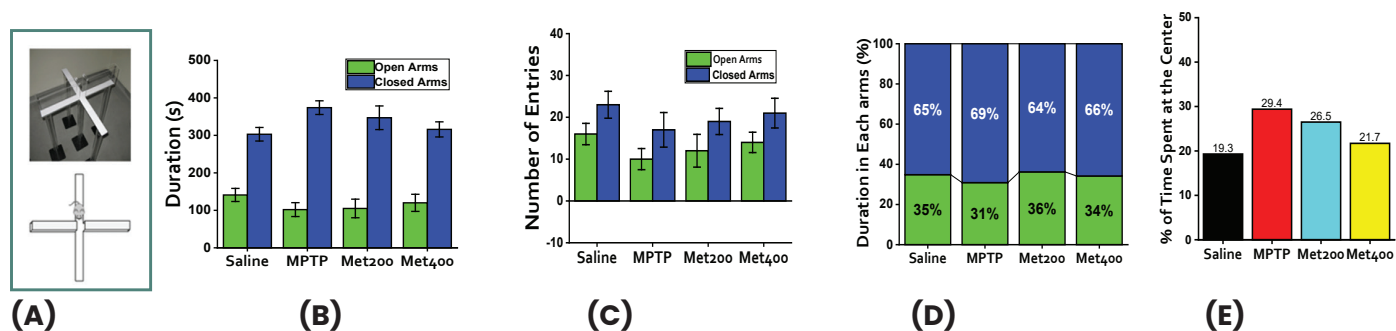 (A)
500
400
300
200
100
0
Duration (s)
Open Arms
Closed Arms
Saline MPTP Met200 Met400
(B)
40
30
20
10
0
-10
Number of Entries
Open Arms
Closed Arms
Saline MPTP Met200 Met400
(C)
100
80
60
40
20
0
Duration in Each arms (%)
65% 69% 64% 66%
35% 31% 36% 34%
Saline MPTP Met200 Met400
(D)
50
40
30
20
10
0
% of Time Spent at the Center
19.3 29.4 26.5 21.7
Saline MPTP Met200 Met400
(E)